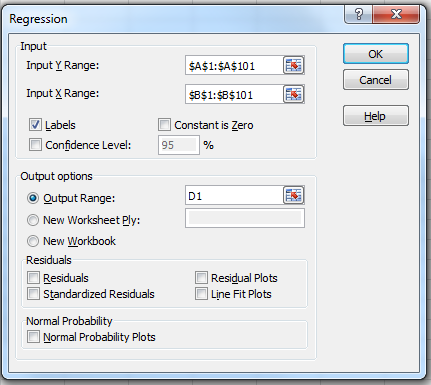 Regression
Input
Input Y Range: $A$1:$A$101
Input X Range: $B$1:$B$101
Labels Constant is Zero
Confidence Level: 95 %
OK
Cancel
Help
Output options
Output Range: D1
New Worksheet Ply:
New Workbook
Residuals
Residuals Residual Plots
Standardized Residuals Line Fit Plots
Normal Probability
Normal Probability Plots